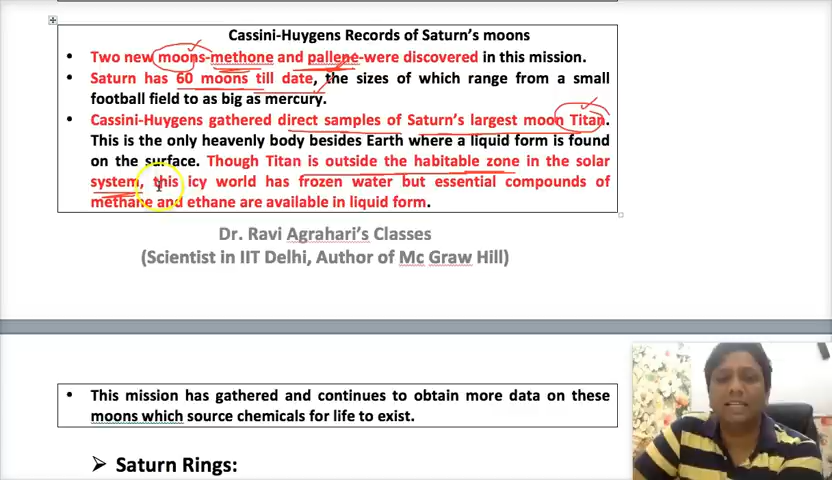 Cassini-Huygens Records of Saturn's moons
• Two new moons-methone and pallene-were discovered in this mission.
• Saturn has 60 moons till date, the sizes of which range from a small
football field to as big as mercury.
• Cassini-Huygens gathered direct samples of Saturn's largest moon Titan.
This is the only heavenly body besides Earth where a liquid form is found
on the surface. Though Titan is outside the habitable zone in the solar
system, this icy world has frozen water but essential compounds of
methane and ethane are available in liquid form.
Dr. Ravi Agrahari's Classes
(Scientist in IIT Delhi, Author of Mc Graw Hill)
• This mission has gathered and continues to obtain more data on these
moons which source chemicals for life to exist.
➢ Saturn Rings: